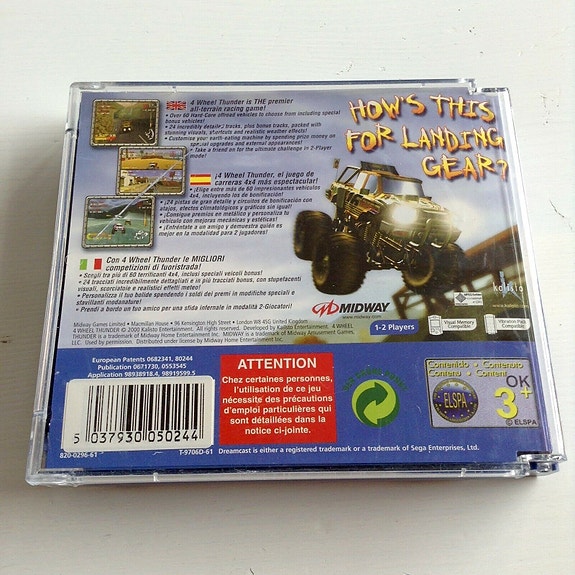 HOW'S THIS
FOR LANDING
GEAR?
4 Wheel Thunder is THE premier
all-terrain racing game!
• Over 60 Hard-Core offroad vehicles to choose from including special
bonus vehicles!
• 24 incredibly detailed tracks, plus bonus tracks, packed with
stunning visuals, shortcuts and realistic weather effects!
• Customise your earth-eating machine by spending prize money on
special upgrades and external appearances!
• Take a friend on for the ultimate challenge in 2-Player
mode!
¡4 Wheel Thunder, el juego de
carreras 4x4 más espectacular!
• ¡Elige entre más de 60 impresionantes vehículos
4x4, incluyendo los de bonificación!
• ¡24 pistas de gran detalle y circuitos de bonificación con
atajos, efectos climatológicos y gráficos sin igual!
• ¡Consigue premios en metálico y personaliza tu
vehículo con mejoras mecánicas y estéticas!
• ¡Enfréntate a un amigo y demuestra quién es
mejor en la modalidad para 2 jugadores!
Con 4 Wheel Thunder le MIGLIORI
competizioni di fuoristrada!
• Scegli tra più di 60 terrificanti 4x4, inclusi speciali veicoli bonus!
• 24 tracciati incredibilmente dettagliati e in più tracciati bonus, con stupefacenti
visuali, scorciatoie e realistici effetti meteo!
• Personalizza il tuo bolide spendendo i soldi dei premi in modifiche speciali e
stravaganti modanature!
• Prendi a bordo un tuo amico per una sfida infernale in modalità 2-Giocatori!
MIDWAY
www.midway.com
kalisto
Midway Games Limited • Macmillan House • 96 Kensington High Street • London W8 4SG United Kingdom
4 WHEEL THUNDER © 2000 Kalisto Entertainment. All rights reserved. Developed by Kalisto Entertainment. 4 WHEEL
THUNDER is a trademark of Midway Home Entertainment Inc. MIDWAY is a trademark of Midway Amusement Games
LLC. Used by permission. Distributed under license by Midway Home Entertainment Inc.
1-2 Players
Visual Memory
Compatible
Vibration Pack
Compatible
European Patents 0682341, 80244
Publication 0671730, 0553545
Application 98938918.4, 98919599.5
5 037930 050244
820-0296-61
ATTENTION
Chez certaines personnes,
l'utilisation de ce jeu
nécessite des précautions
d'emploi particulières qui
sont détaillées dans la
notice ci-jointe.
Contenido • Contenuto
Contenu • Content
ELSPA
OK
3+
© ELSPA
T-9706D-61 Dreamcast is either a registered trademark or a trademark of Sega Enterprises, Ltd.